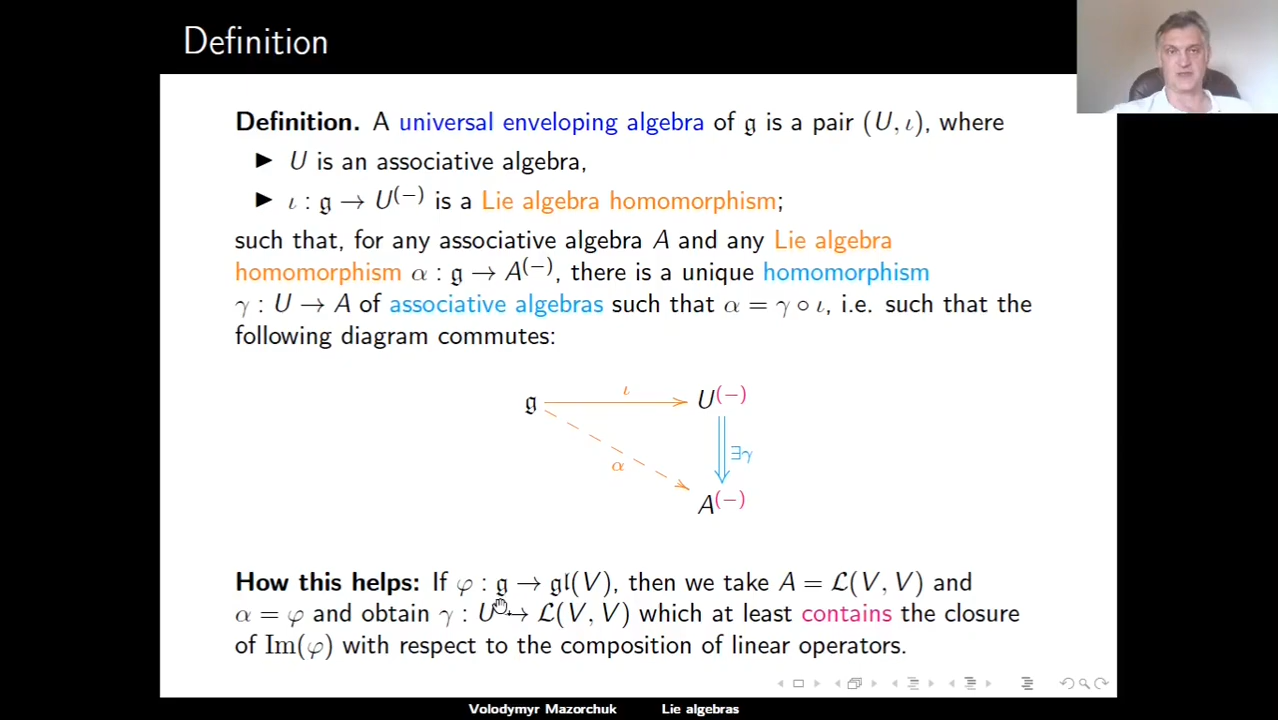 Definition
Definition. A universal enveloping algebra of 𝔤 is a pair (U, ι), where
▶ U is an associative algebra,
▶ ι : 𝔤 → U⁽⁻⁾ is a Lie algebra homomorphism;
such that, for any associative algebra A and any Lie algebra
homomorphism α : 𝔤 → A⁽⁻⁾, there is a unique homomorphism
γ : U → A of associative algebras such that α = γ ∘ ι, i.e. such that the
following diagram commutes:
ι
𝔤 U⁽⁻⁾
∃γ
α
A⁽⁻⁾
How this helps: If φ : 𝔤 → 𝔤𝔩(V), then we take A = ℒ(V, V) and
α = φ and obtain γ : U → ℒ(V, V) which at least contains the closure
of Im(φ) with respect to the composition of linear operators.
Volodymyr Mazorchuk Lie algebras